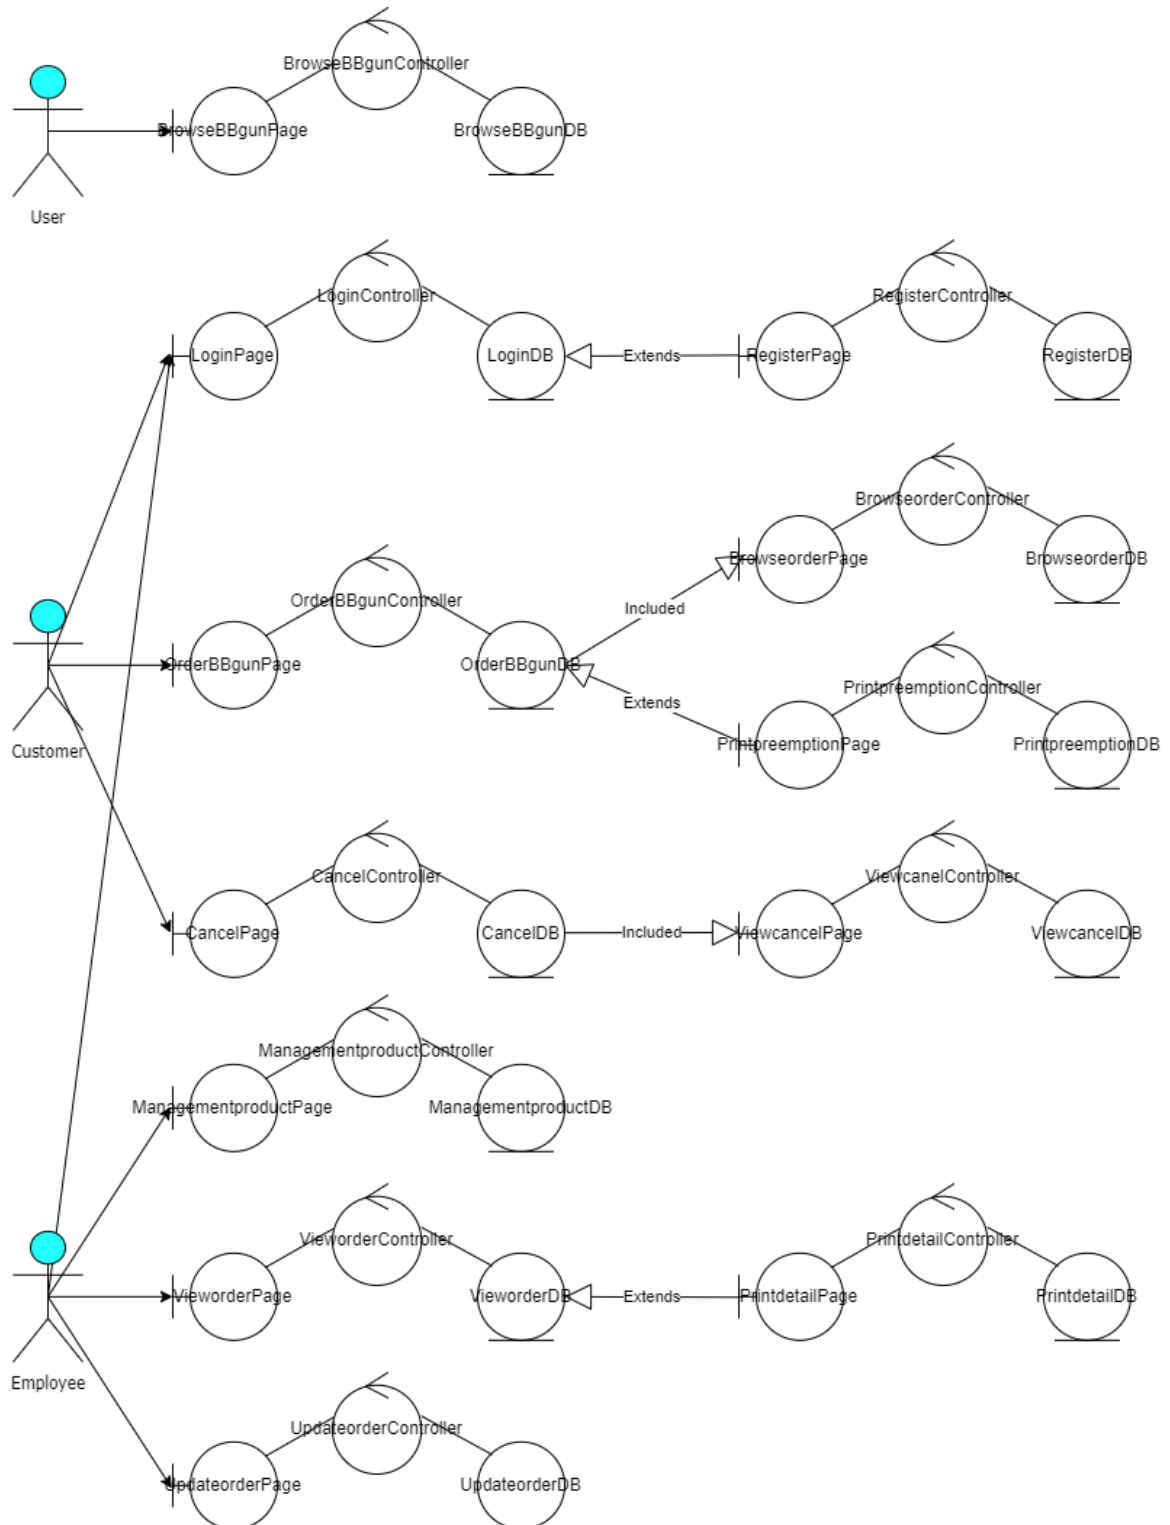 BrowseBBgunController
BrowseBBgunPage
BrowseBBgunDB
User
LoginController
RegisterController
LoginPage
LoginDB
Extends
RegisterPage
RegisterDB
BrowseorderController
BrowseorderPage
BrowseorderDB
OrderBBgunController
Included
OrderBBgunPage
OrderBBgunDB
PrintpreemptionController
Extends
PrintpreemptionPage
PrintpreemptionDB
Customer
CancelController
ViewcanelController
CancelPage
CancelDB
Included
ViewcancelPage
ViewcancelDB
ManagementproductController
ManagementproductPage
ManagementproductDB
VieworderController
PrintdetailController
VieworderPage
VieworderDB
Extends
PrintdetailPage
PrintdetailDB
Employee
UpdateorderController
UpdateorderPage
UpdateorderDB